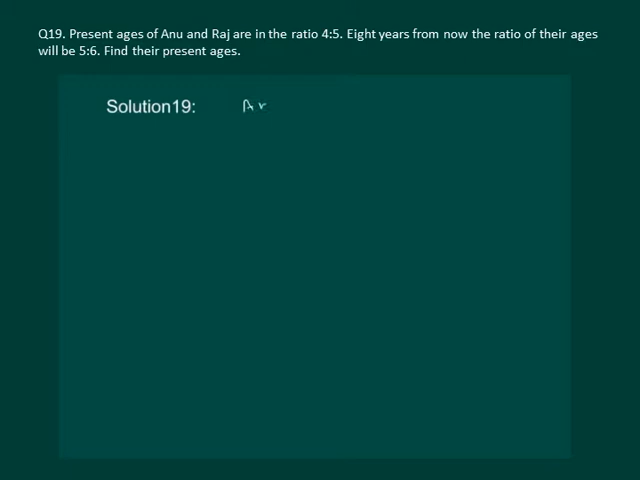 Q19. Present ages of Anu and Raj are in the ratio 4:5. Eight years from now the ratio of their ages
will be 5:6. Find their present ages.
Solution19: Ar